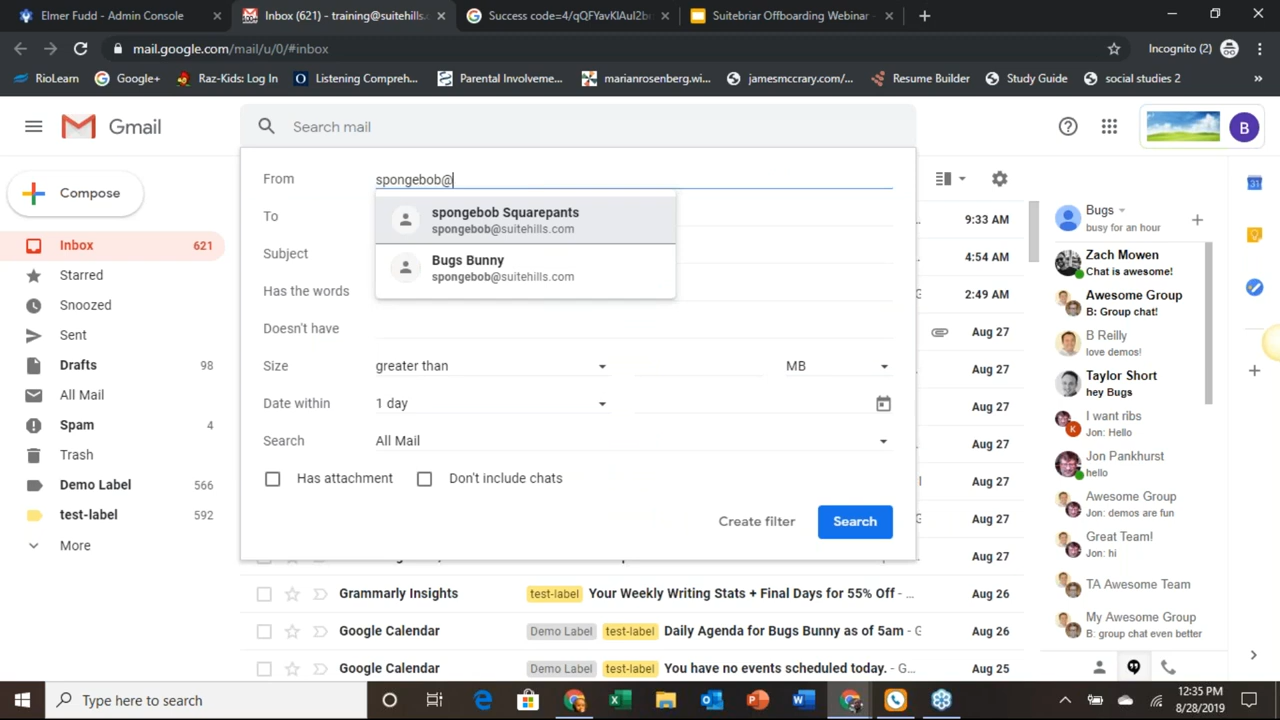 Elmer Fudd - Admin Console
Inbox (621) - training@suitehills.c
Success code=4/qQFYavKlAul2b
Suitebriar Offboarding Webinar -
mail.google.com/mail/u/0/#inbox
Incognito (2)
RioLearn
Google+
Raz-Kids: Log In
Listening Compreh...
Parental Involveme...
marianrosenberg.wi...
jamesmccrary.com/...
Resume Builder
Study Guide
social studies 2
»
Gmail
Search mail
B
Compose
Inbox 621
Starred
Snoozed
Sent
Drafts 98
All Mail
Spam 4
Trash
Demo Label 566
test-label 592
More
From spongebob@
spongebob Squarepants
spongebob@suitehills.com
Bugs Bunny
spongebob@suitehills.com
To
Subject
Has the words
Doesn't have
Size greater than MB
Date within 1 day
Search All Mail
Has attachment Don't include chats
Create filter Search
9:33 AM
4:54 AM
2:49 AM
Aug 27
Aug 27
Aug 27
Aug 27
Aug 27
Aug 27
Aug 27
Grammarly Insights test-label Your Weekly Writing Stats + Final Days for 55% Off - ... Aug 26
Google Calendar Demo Label test-label Daily Agenda for Bugs Bunny as of 5am - G Aug 26
Google Calendar Demo Label test-label You have no events scheduled today. - G... Aug 25
Bugs
busy for an hour
Zach Mowen
Chat is awesome!
Awesome Group
B: Group chat!
B Reilly
love demos!
Taylor Short
hey Bugs
I want ribs
K
Jon: Hello
Jon Pankhurst
hello
Awesome Group
Jon: demos are fun
Great Team!
Jon: hi
TA Awesome Team
My Awesome Group
B: group chat even better
31
Type here to search
12:35 PM
8/28/2019